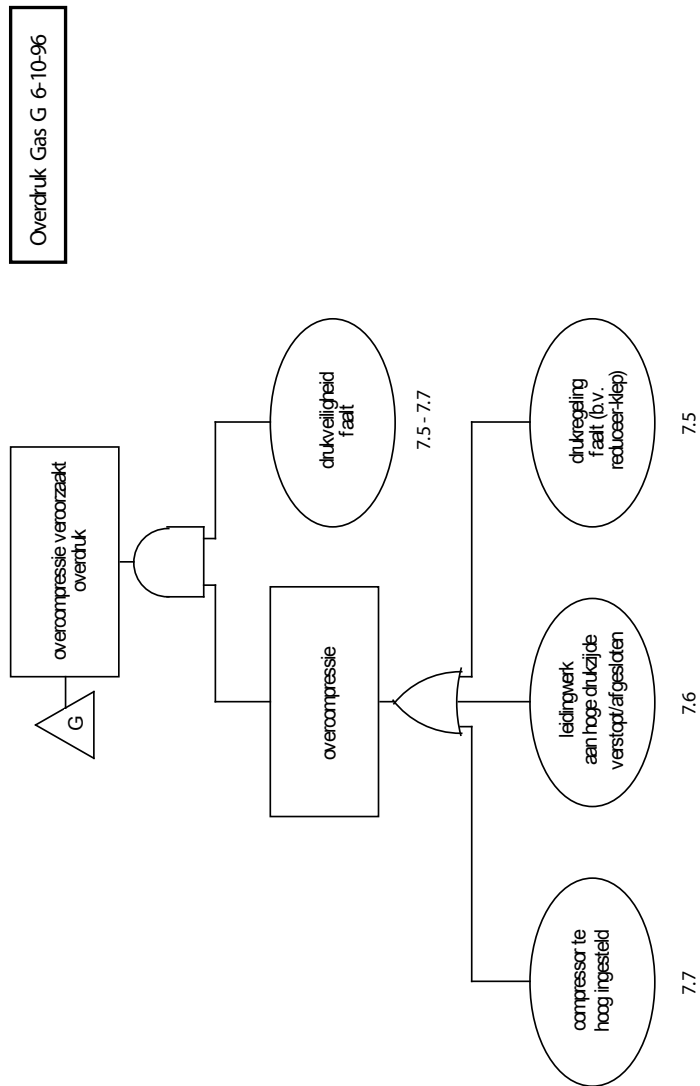 Overdruk Gas G 6-10-96
G
overcompressie veroorzaakt
overdruk
overcompressie
drukveiligheid
faalt
7.5 - 7.7
compressor te
hoog ingesteld
7.7
leidingwerk
aan hoge drukzijde
verstopt/afgesloten
7.6
drukregeling
faalt (b.v.
reduceer-klep)
7.5